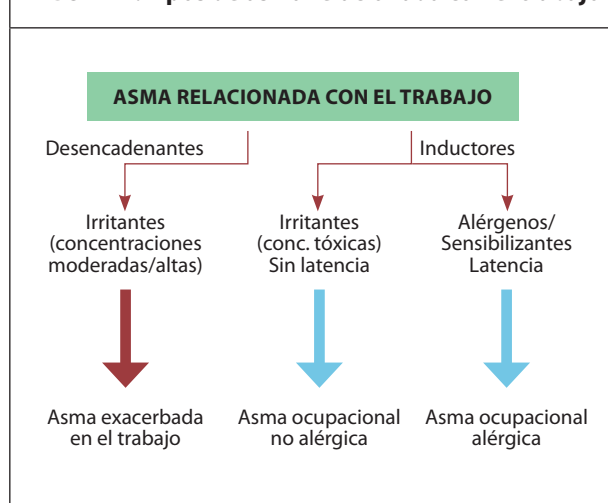 ASMA RELACIONADA CON EL TRABAJO
Desencadenantes
Inductores
Irritantes
(concentraciones
moderadas/altas)
Irritantes
(conc. tóxicas)
Sin latencia
Alérgenos/
Sensibilizantes
Latencia
Asma exacerbada
en el trabajo
Asma ocupacional
no alérgica
Asma ocupacional
alérgica